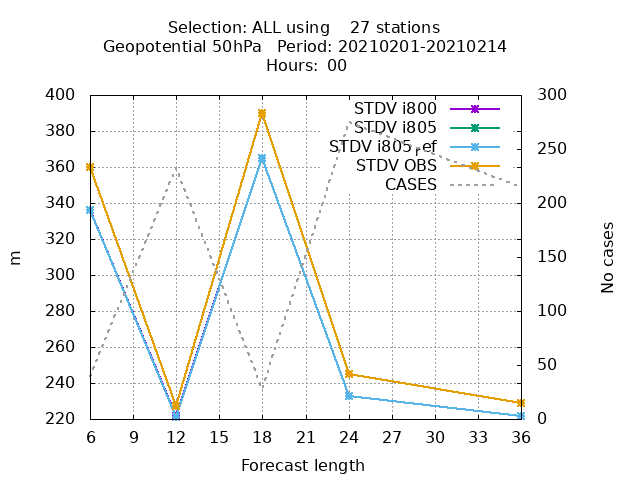 Selection: ALL using    27 stations
Geopotential 50hPa   Period: 20210201-20210214
Hours: 00
400
380
360
340
320
300
280
260
240
220
m
STDV i800
STDV i805
STDV i805ref
STDV OBS
CASES
300
250
200
150
100
50
0
No cases
6 9 12 15 18 21 24 27 30 33 36
Forecast length